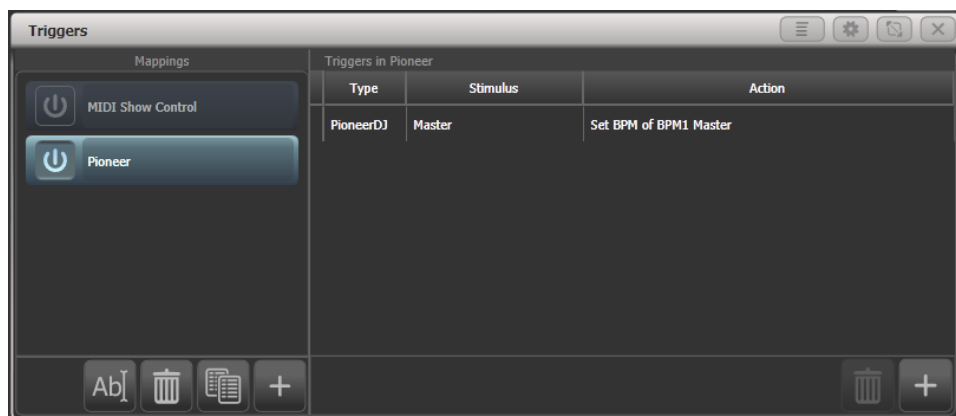 Triggers
Mappings
Triggers in Pioneer
MIDI Show Control
Pioneer
Type Stimulus Action
PioneerDJ Master Set BPM of BPM1 Master
Ab